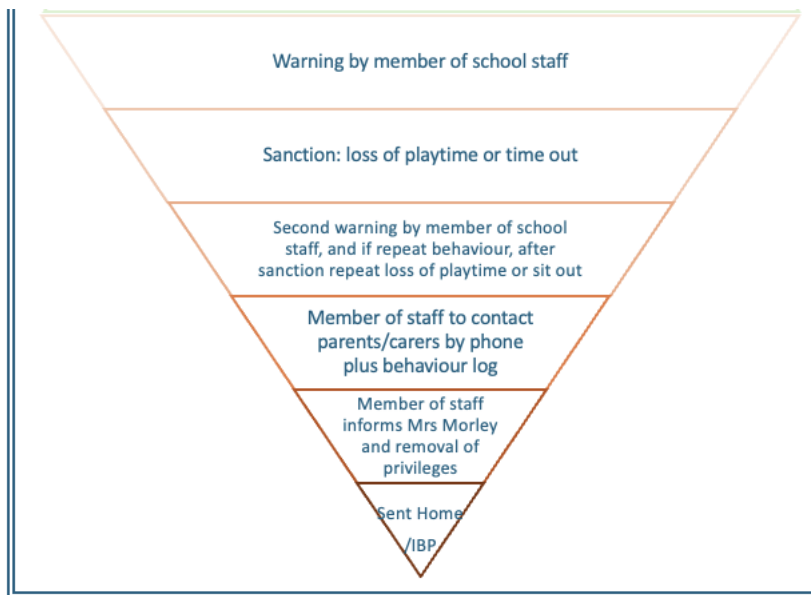 Warning by member of school staff
Sanction: loss of playtime or time out
Second warning by member of school
staff, and if repeat behaviour, after
sanction repeat loss of playtime or sit out
Member of staff to contact
parents/carers by phone
plus behaviour log
Member of staff
informs Mrs Morley
and removal of
privileges
Sent Home
/IBP